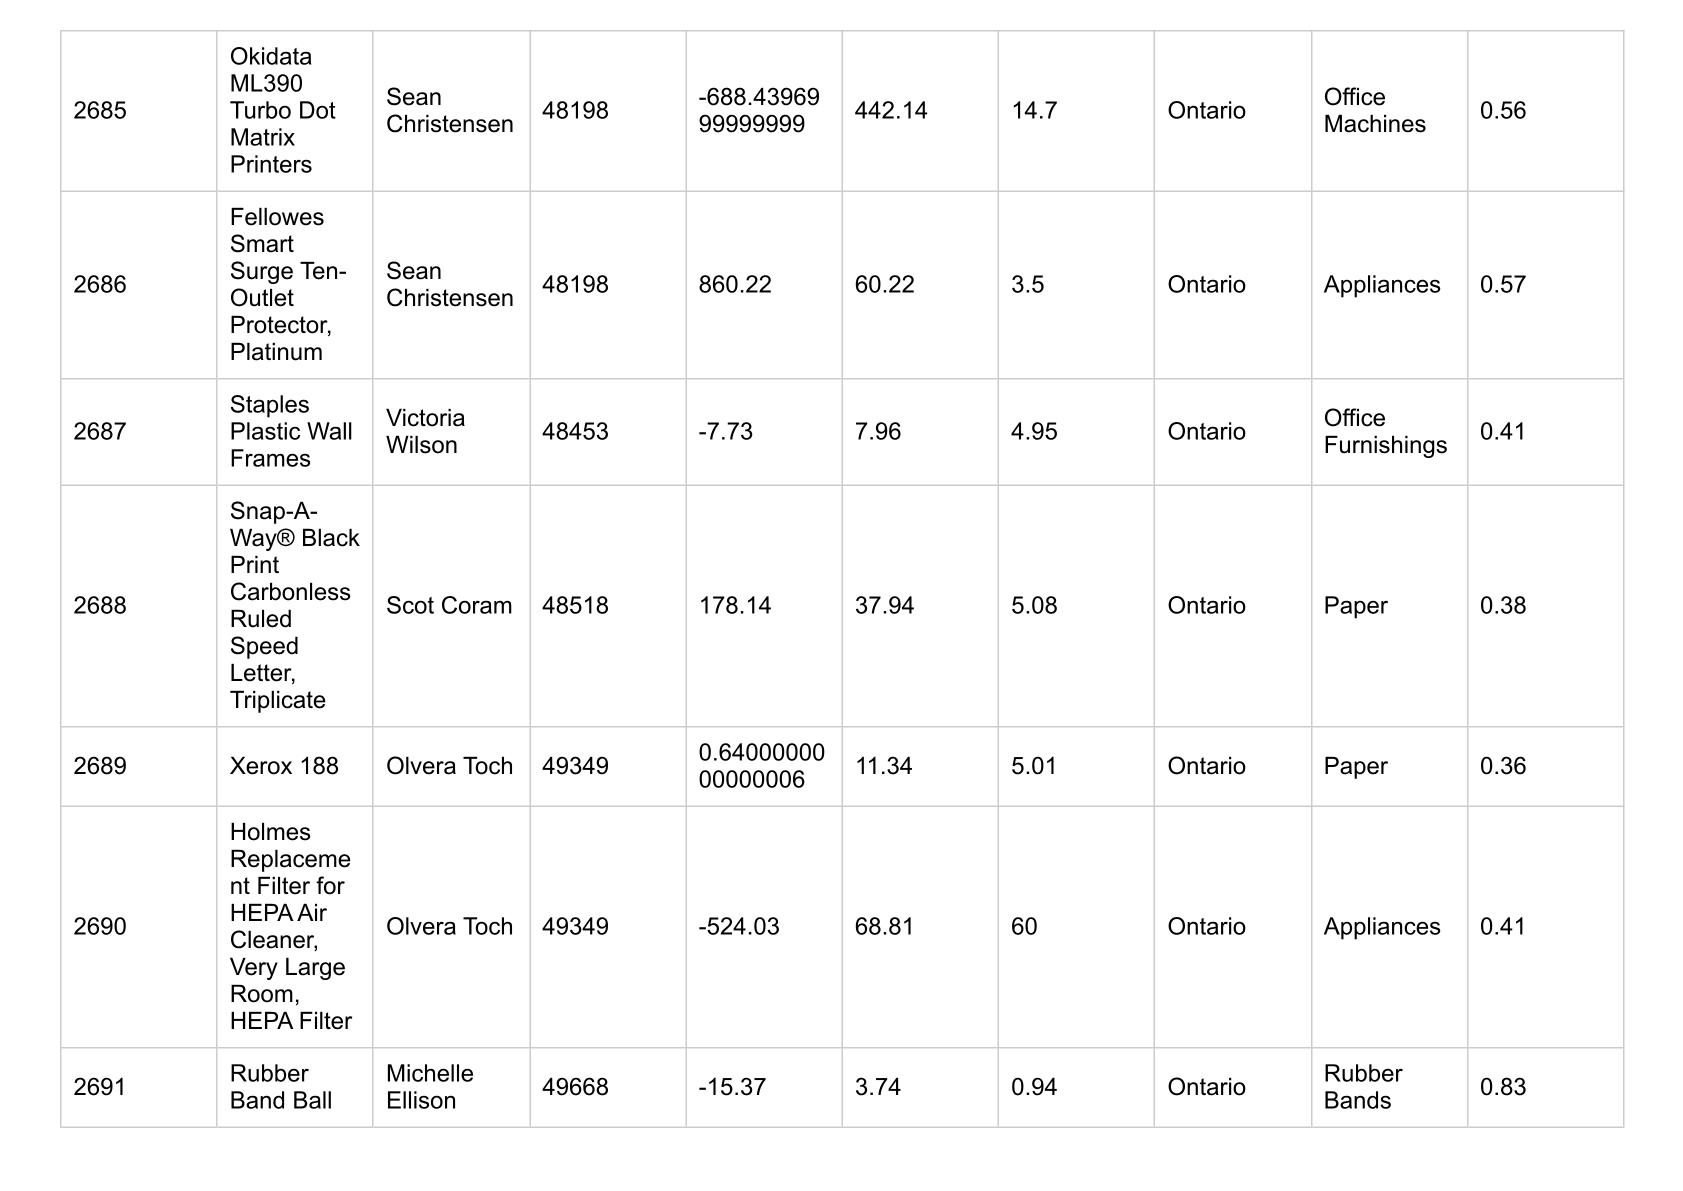 2685
Okidata
ML390
Turbo Dot
Matrix
Printers
Sean
Christensen
48198
-688.43969
99999999
442.14
14.7
Ontario
Office
Machines
0.56
2686
Fellowes
Smart
Surge Ten-
Outlet
Protector,
Platinum
Sean
Christensen
48198
860.22
60.22
3.5
Ontario
Appliances
0.57
2687
Staples
Plastic Wall
Frames
Victoria
Wilson
48453
-7.73
7.96
4.95
Ontario
Office
Furnishings
0.41
2688
Snap-A-
Way® Black
Print
Carbonless
Ruled
Speed
Letter,
Triplicate
Scot Coram
48518
178.14
37.94
5.08
Ontario
Paper
0.38
2689
Xerox 188
Olvera Toch
49349
0.64000000
00000006
11.34
5.01
Ontario
Paper
0.36
2690
Holmes
Replaceme
nt Filter for
HEPA Air
Cleaner,
Very Large
Room,
HEPA Filter
Olvera Toch
49349
-524.03
68.81
60
Ontario
Appliances
0.41
2691
Rubber
Band Ball
Michelle
Ellison
49668
-15.37
3.74
0.94
Ontario
Rubber
Bands
0.83